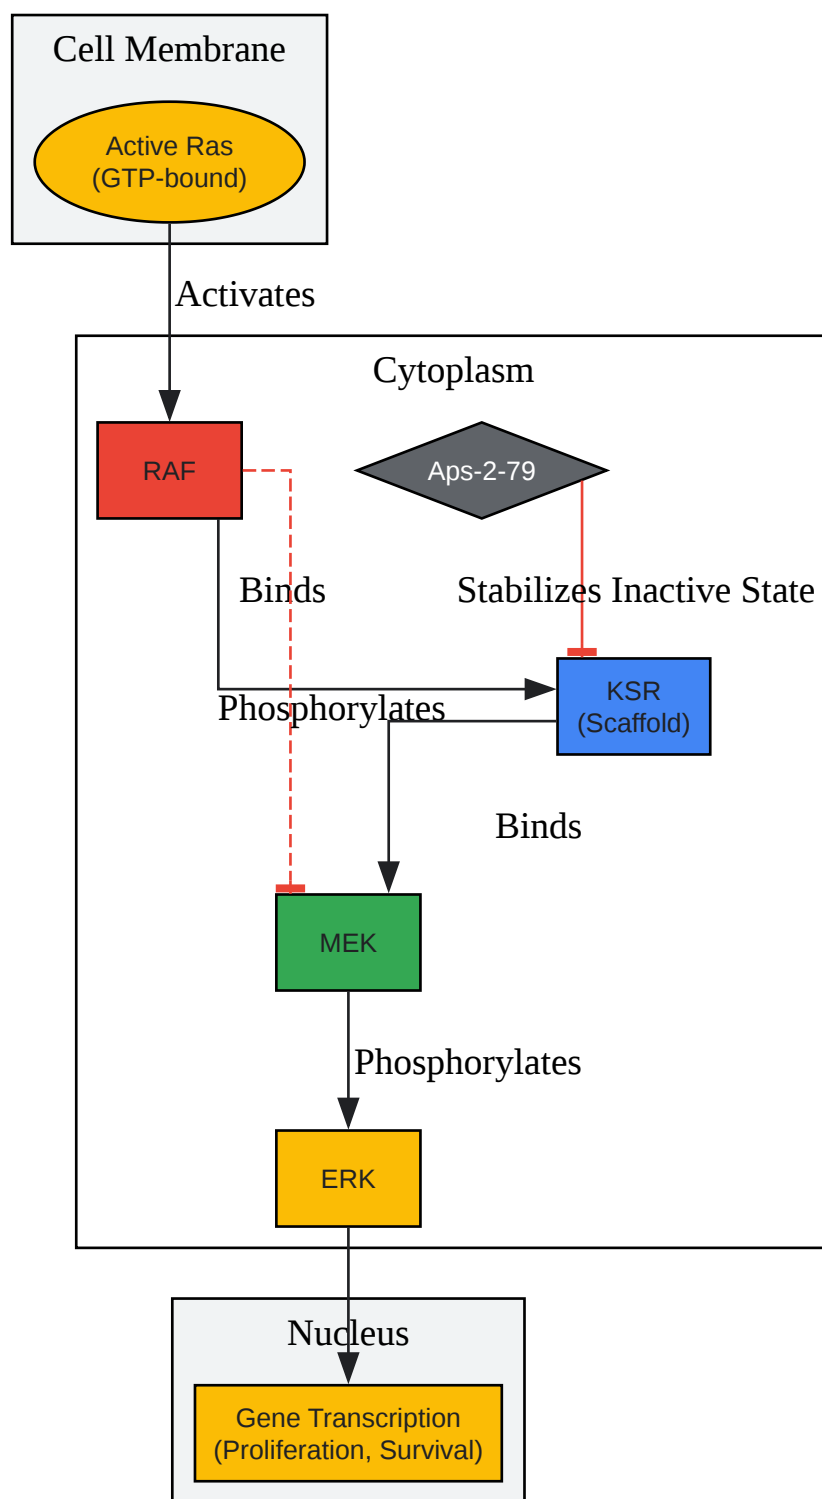 Cell Membrane
Active Ras
(GTP-bound)
Activates
Cytoplasm
RAF
Aps-2-79
Binds
Stabilizes Inactive State
KSR
(Scaffold)
Phosphorylates
Binds
MEK
Phosphorylates
ERK
Nucleus
Gene Transcription
(Proliferation, Survival)